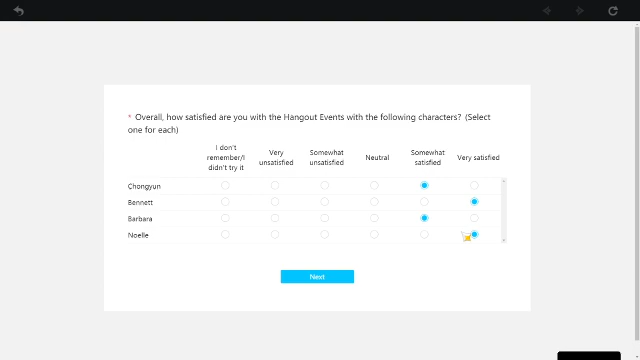 * Overall, how satisfied are you with the Hangout Events with the following characters? (Select
one for each)
I don't
remember/I
didn't try it
Very
unsatisfied
Somewhat
unsatisfied
Neutral
Somewhat
satisfied
Very satisfied
Chongyun
Bennett
Barbara
Noelle
Next